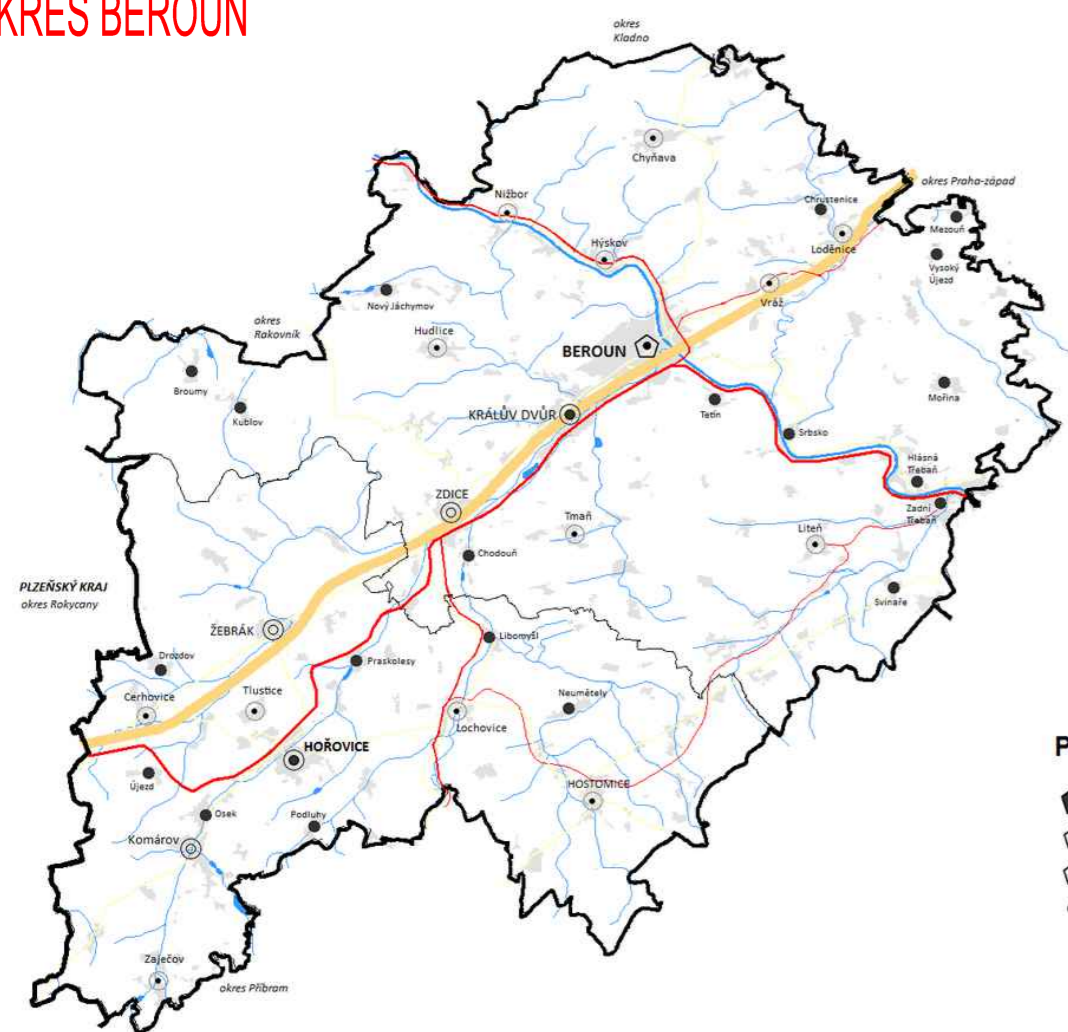 KRES BEROUN
okres
Kladno
Chyňava
okres Praha-západ
Chrustenice
Nižbor
Mezouň
Loděnice
Hýskov
Vysoký
Újezd
Nový Jáchymov
Vráž
okres
Rakovník
Hudlice
BEROUN
Broumy
Mořina
Kublov
KRÁLŮV DVŮR
Tetín
Srbsko
Hlásná
Třebaň
ZDICE
Zadní
Třebaň
Tmaň
Liteň
Chodouň
PLZEŇSKÝ KRAJ
okres Rokycany
Svinaře
ŽEBRÁK
Libomyšl
Drozdov
Praskolesy
Cerhovice
Tlustice
Neumětely
Lochovice
HOŘOVICE
P
Újezd
HOSTOMICE
Osek
Podluhy
Komárov
Zaječov
okres Příbram